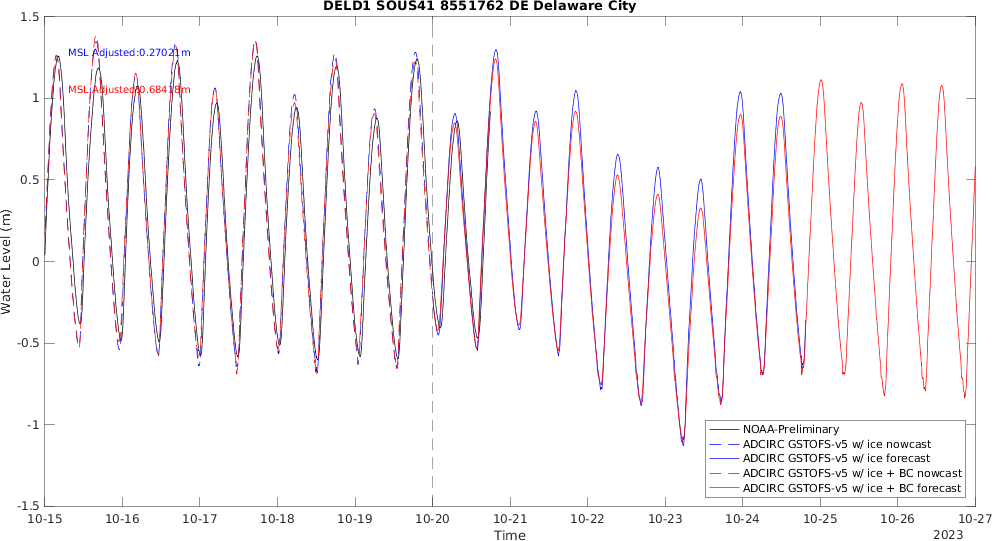 DELD1 SOUS41 8551762 DE Delaware City
1.5
1
0.5
0
-0.5
-1
-1.5
Water Level (m)
MSL Adjusted:0.27021m
MSL Adjusted:0.68418m
NOAA-Preliminary
ADCIRC GSTOFS-v5 w/ ice nowcast
ADCIRC GSTOFS-v5 w/ ice forecast
ADCIRC GSTOFS-v5 w/ ice + BC nowcast
ADCIRC GSTOFS-v5 w/ ice + BC forecast
10-15 10-16 10-17 10-18 10-19 10-20 10-21 10-22 10-23 10-24 10-25 10-26 10-27
Time
2023